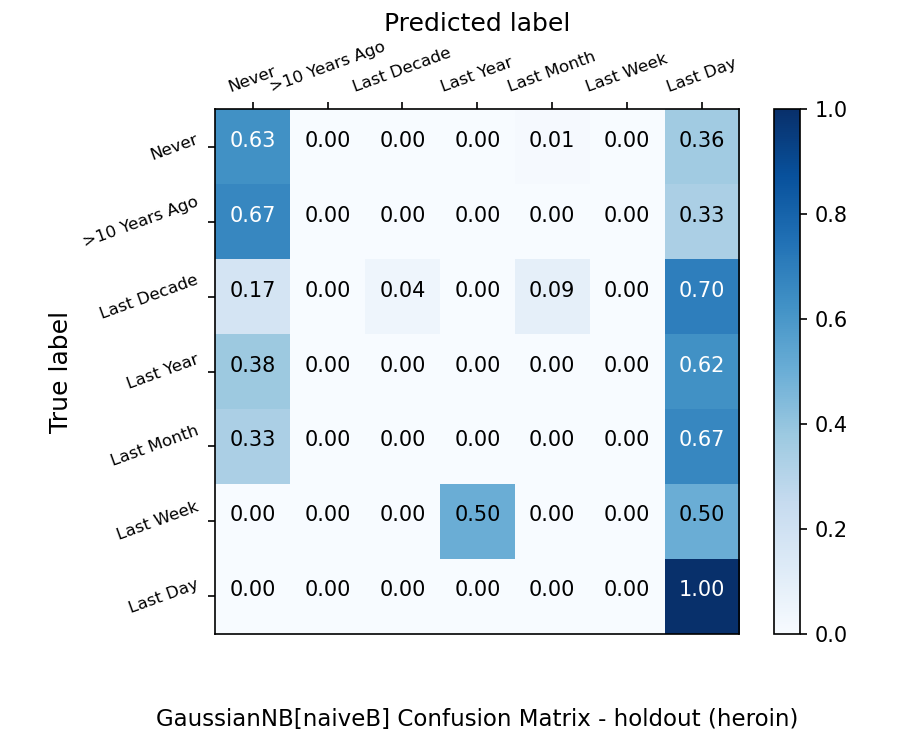 Predicted label
Never >10 Years Ago Last Decade Last Year Last Month Last Week Last Day
1.0
Never 0.63 0.00 0.00 0.00 0.01 0.00 0.36
0.8
>10 Years Ago 0.67 0.00 0.00 0.00 0.00 0.00 0.33
Last Decade 0.17 0.00 0.04 0.00 0.09 0.00 0.70
0.6
True label
Last Year 0.38 0.00 0.00 0.00 0.00 0.00 0.62
0.4
Last Month 0.33 0.00 0.00 0.00 0.00 0.00 0.67
Last Week 0.00 0.00 0.00 0.50 0.00 0.00 0.50
0.2
Last Day 0.00 0.00 0.00 0.00 0.00 0.00 1.00
0.0
GaussianNB[naiveB] Confusion Matrix - holdout (heroin)